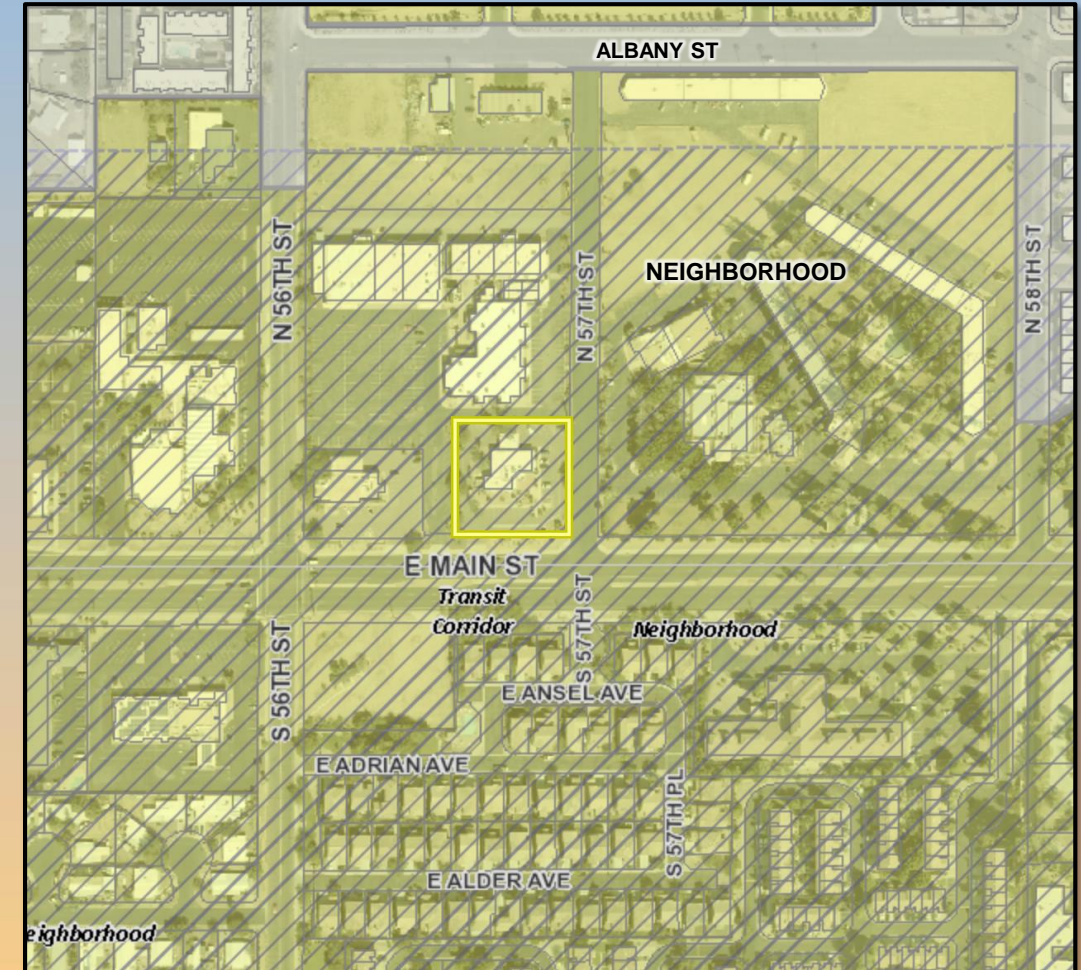 ALBANY ST
N 56TH ST
N 57TH ST
NEIGHBORHOOD
N 58TH ST
E MAIN ST
Transit
Corridor
S 57TH ST
Neighborhood
S 56TH ST
E ANSEL AVE
E ADRIAN AVE
S 57TH PL
E ALDER AVE
eighborhood